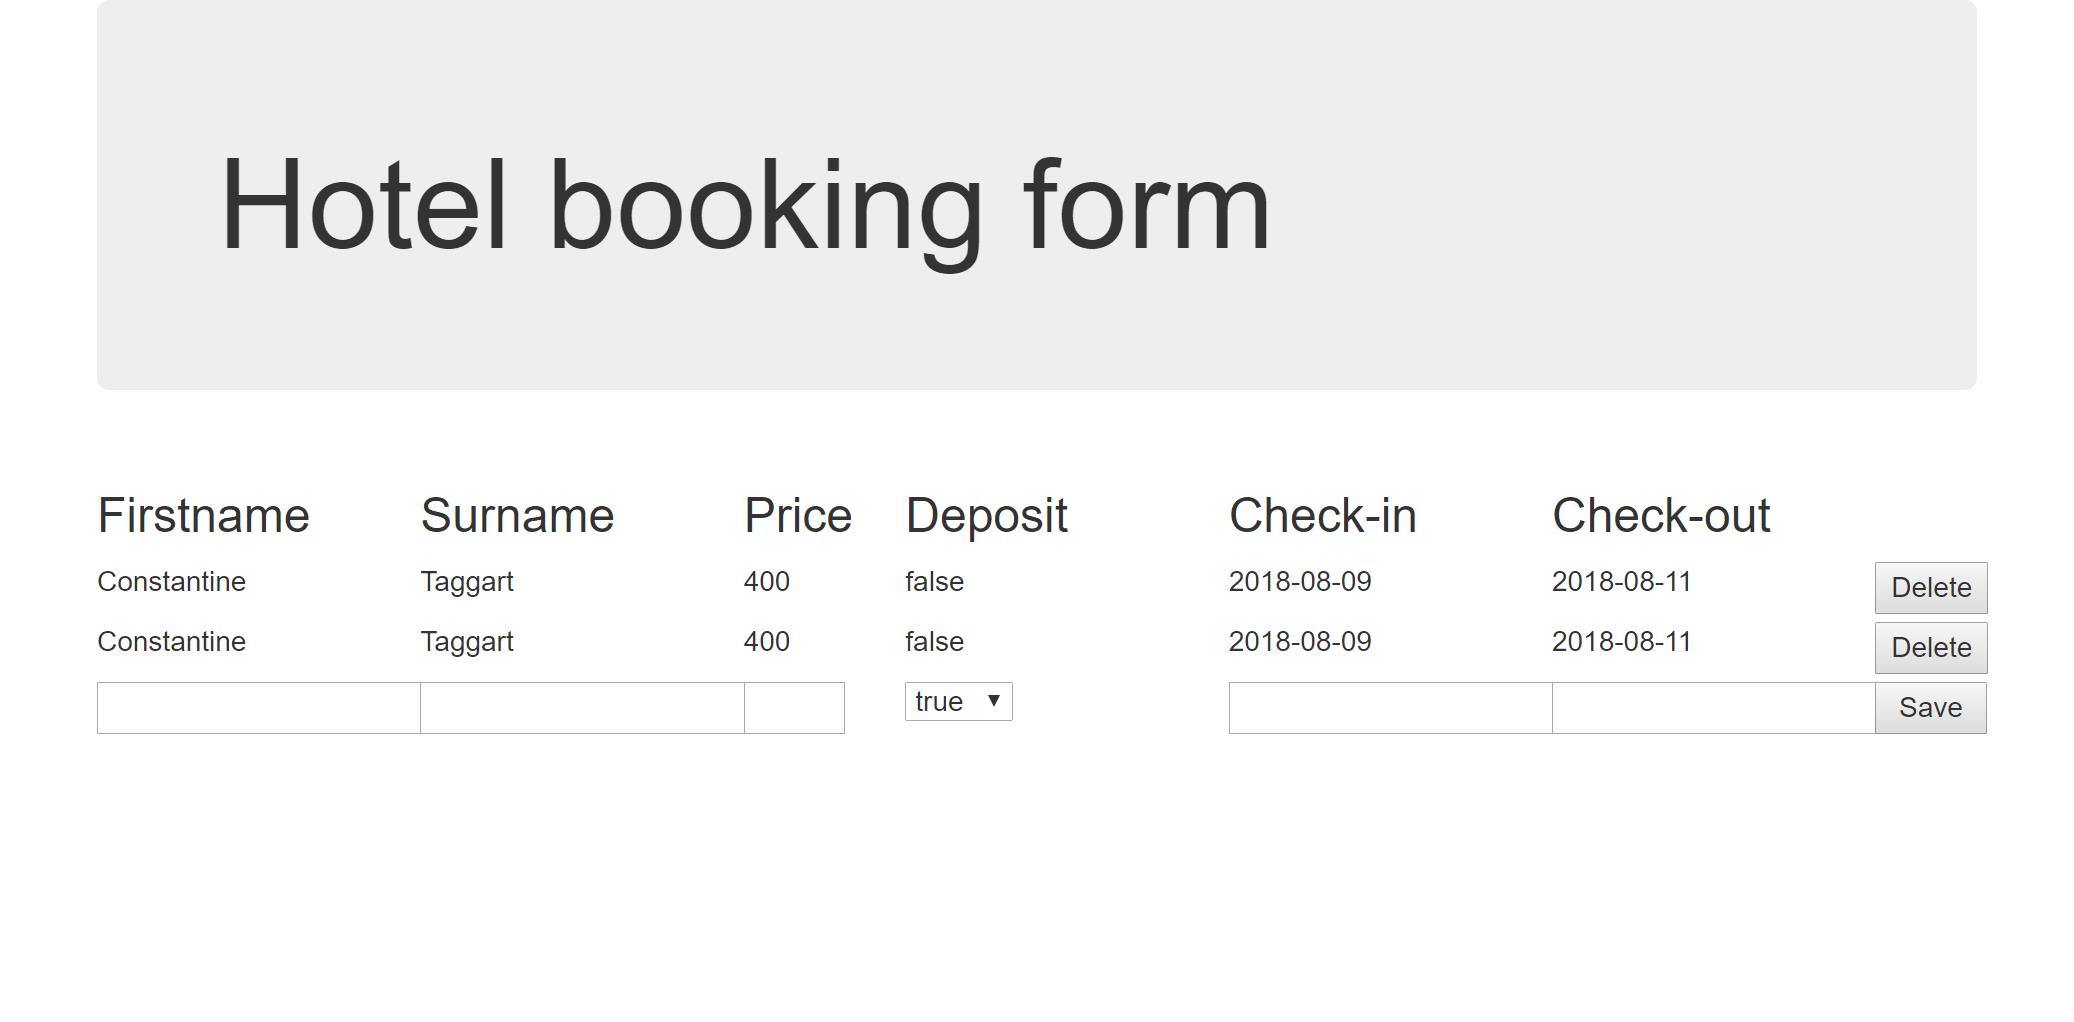 Hotel booking form
Firstname Surname Price Deposit Check-in Check-out
Constantine Taggart 400 false 2018-08-09 2018-08-11 Delete
Constantine Taggart 400 false 2018-08-09 2018-08-11 Delete
true Save